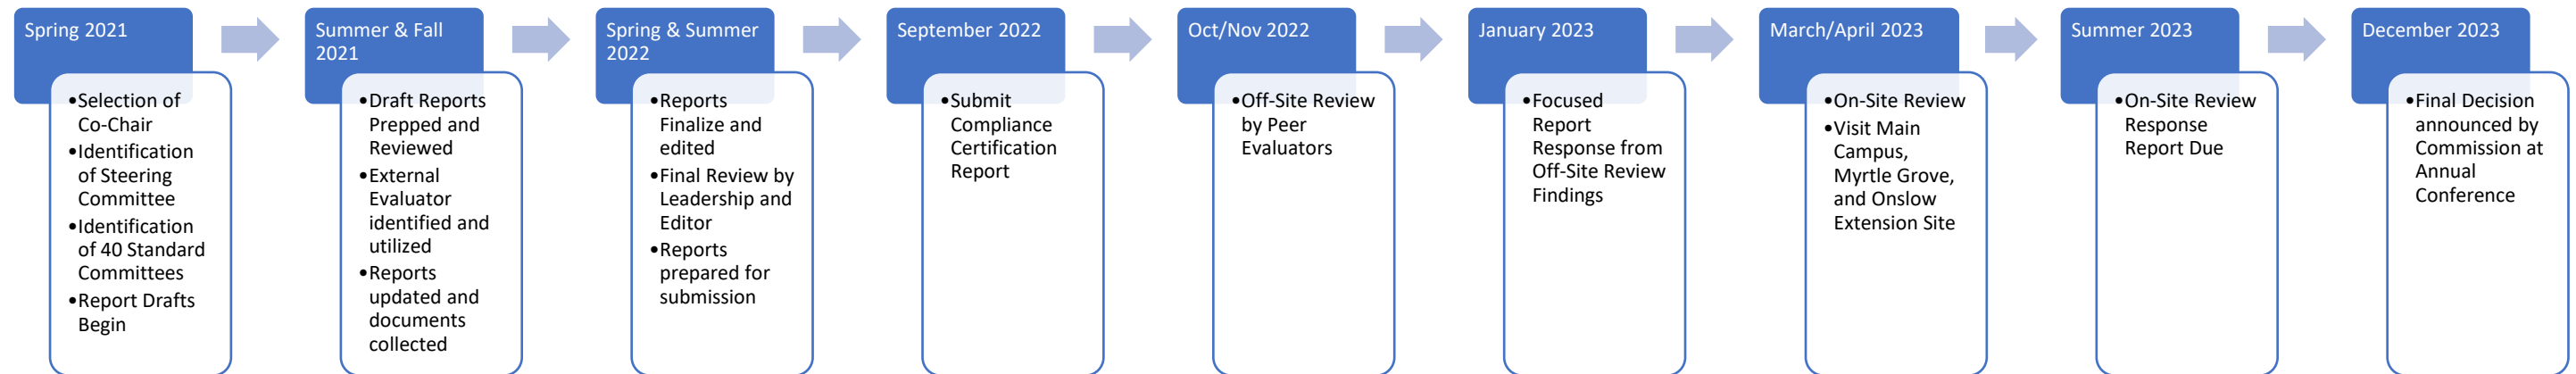 Spring 2021
•Selection of
Co-Chair
•Identification
of Steering
Committee
•Identification
of 40 Standard
Committees
•Report Drafts
Begin
Summer & Fall
2021
•Draft Reports
Prepped and
Reviewed
•External
Evaluator
identified and
utilized
•Reports
updated and
documents
collected
Spring & Summer
2022
•Reports
Finalize and
edited
•Final Review by
Leadership and
Editor
•Reports
prepared for
submission
September 2022
•Submit
Compliance
Certification
Report
Oct/Nov 2022
•Off-Site Review
by Peer
Evaluators
January 2023
•Focused
Report
Response from
Off-Site Review
Findings
March/April 2023
•On-Site Review
•Visit Main
Campus,
Myrtle Grove,
and Onslow
Extension Site
Summer 2023
•On-Site Review
Response
Report Due
December 2023
•Final Decision
announced by
Commission at
Annual
Conference